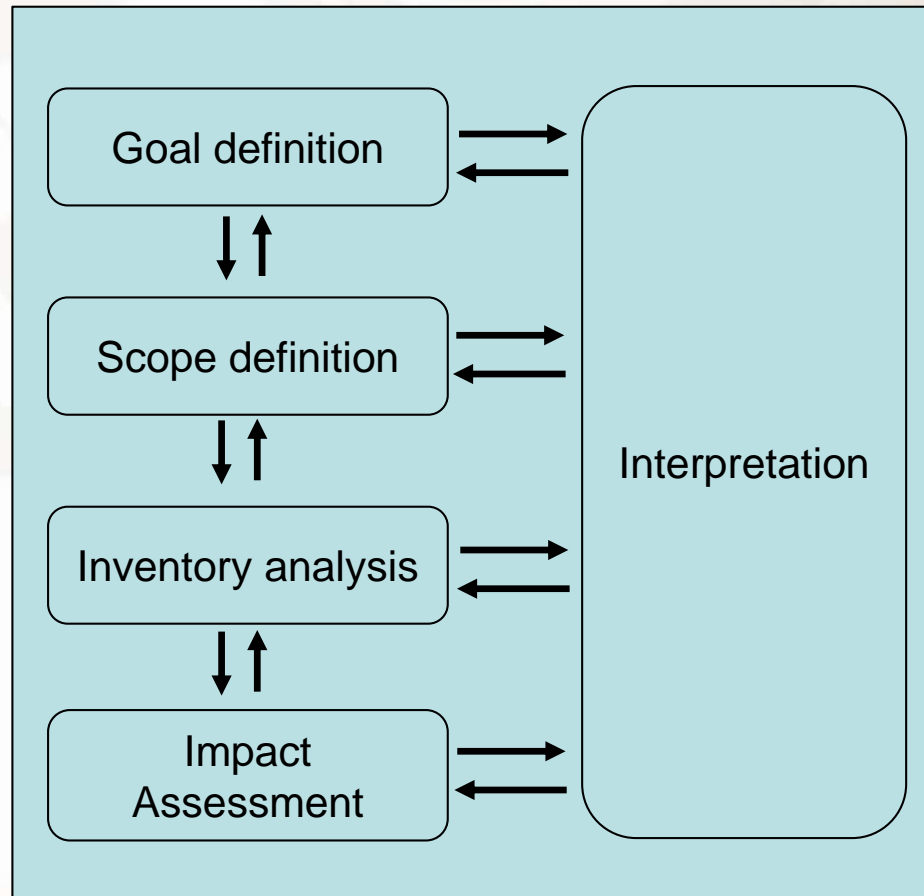 Goal definition
Scope definition
Interpretation
Inventory analysis
Impact
Assessment